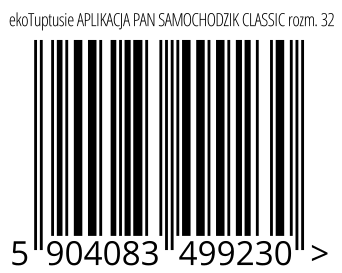 ekoTuptusie APLIKACJA PAN SAMOCHODZIK CLASSIC rozm. 32
5 904083 499230 >